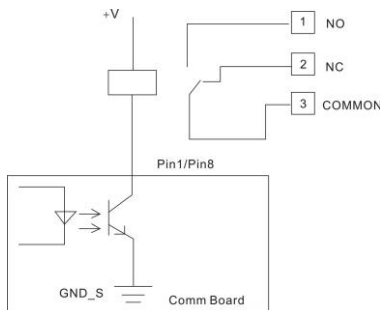 +V
1 NO
2 NC
3 COMMON
Pin1/Pin8
GND_S
Comm Board